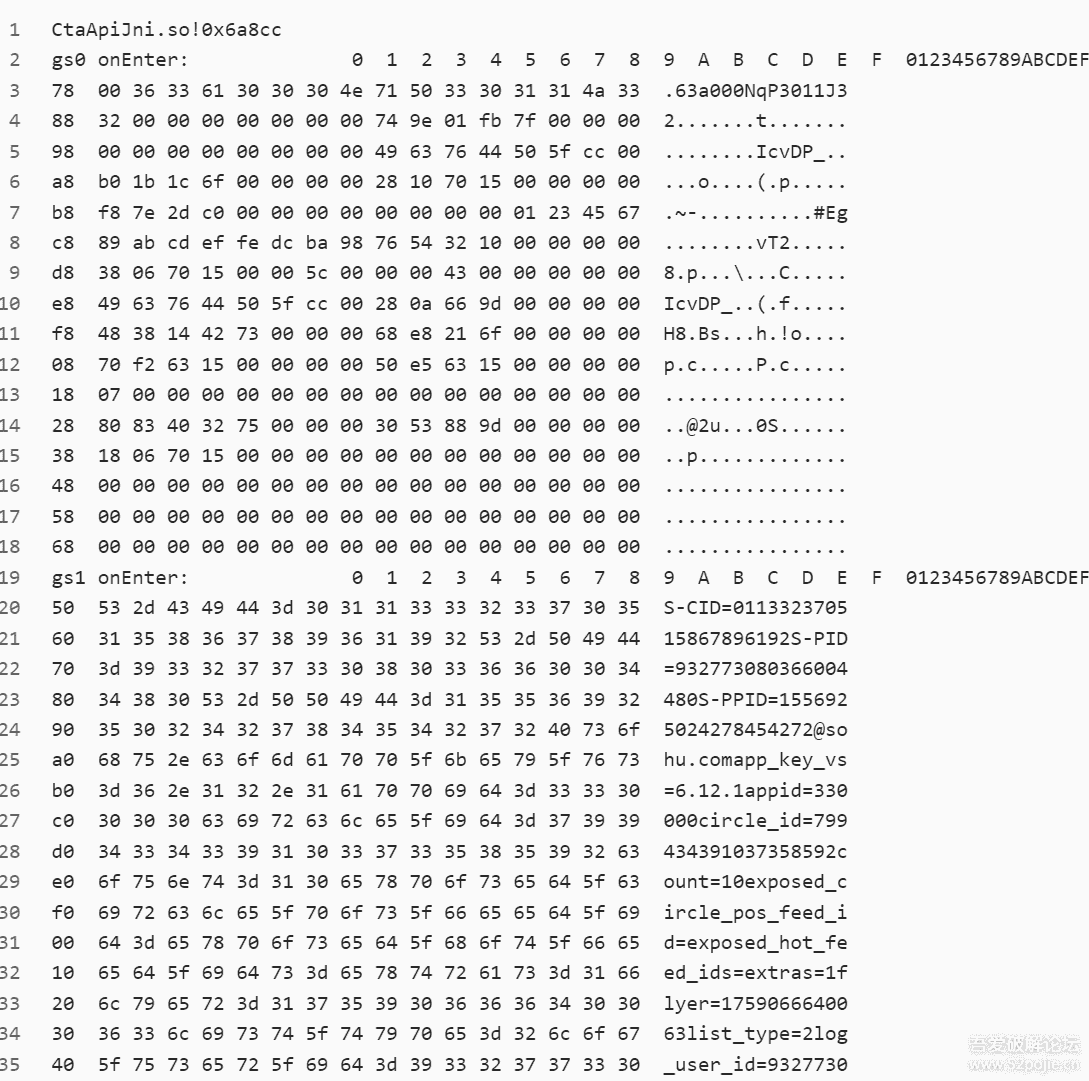 1 CtaApiJni.so!0x6a8cc
2 gs0 onEnter: 0 1 2 3 4 5 6 7 8 9 A B C D E F 0123456789ABCDEF
3 78 00 36 33 61 30 30 30 4e 71 50 33 30 31 31 4a 33 .63a000NqP3011J3
4 88 32 00 00 00 00 00 00 00 74 9e 01 fb 7f 00 00 00 2.......t.......
5 98 00 00 00 00 00 00 00 00 49 63 76 44 50 5f cc 00 ........IcvDP_..
6 a8 b0 1b 1c 6f 00 00 00 00 28 10 70 15 00 00 00 00 ...o....(.p.....
7 b8 f8 7e 2d c0 00 00 00 00 00 00 00 00 01 23 45 67 .~-..........#Eg
8 c8 89 ab cd ef fe dc ba 98 76 54 32 10 00 00 00 00 ........vT2.....
9 d8 38 06 70 15 00 00 5c 00 00 00 43 00 00 00 00 00 8.p...\...C.....
10 e8 49 63 76 44 50 5f cc 00 28 0a 66 9d 00 00 00 00 IcvDP_..(.f.....
11 f8 48 38 14 42 73 00 00 00 68 e8 21 6f 00 00 00 00 H8.Bs...h.!o....
12 08 70 f2 63 15 00 00 00 00 50 e5 63 15 00 00 00 00 p.c.....P.c.....
13 18 07 00 00 00 00 00 00 00 00 00 00 00 00 00 00 00 ................
14 28 80 83 40 32 75 00 00 00 30 53 88 9d 00 00 00 00 ..@2u...0S......
15 38 18 06 70 15 00 00 00 00 00 00 00 00 00 00 00 00 ..p.............
16 48 00 00 00 00 00 00 00 00 00 00 00 00 00 00 00 00 ................
17 58 00 00 00 00 00 00 00 00 00 00 00 00 00 00 00 00 ................
18 68 00 00 00 00 00 00 00 00 00 00 00 00 00 00 00 00 ................
19 gs1 onEnter: 0 1 2 3 4 5 6 7 8 9 A B C D E F 0123456789ABCDEF
20 50 53 2d 43 49 44 3d 30 31 31 33 33 32 33 37 30 35 S-CID=0113323705
21 60 31 35 38 36 37 38 39 36 31 39 32 53 2d 50 49 44 15867896192S-PID
22 70 3d 39 33 32 37 37 33 30 38 30 33 36 36 30 30 34 =932773080366004
23 80 34 38 30 53 2d 50 50 49 44 3d 31 35 35 36 39 32 480S-PPID=155692
24 90 35 30 32 34 32 37 38 34 35 34 32 37 32 40 73 6f 5024278454272@so
25 a0 68 75 2e 63 6f 6d 61 70 70 5f 6b 65 79 5f 76 73 hu.comapp_key_vs
26 b0 3d 36 2e 31 32 2e 31 61 70 70 69 64 3d 33 33 30 =6.12.1appid=330
27 c0 30 30 30 63 69 72 63 6c 65 5f 69 64 3d 37 39 39 000circle_id=799
28 d0 34 33 34 33 39 31 30 33 37 33 35 38 35 39 32 63 434391037358592c
29 e0 6f 75 6e 74 3d 31 30 65 78 70 6f 73 65 64 5f 63 ount=10exposed_c
30 f0 69 72 63 6c 65 5f 70 6f 73 5f 66 65 65 64 5f 69 ircle_pos_feed_i
31 00 64 3d 65 78 70 6f 73 65 64 5f 68 6f 74 5f 66 65 d=exposed_hot_fe
32 10 65 64 5f 69 64 73 3d 65 78 74 72 61 73 3d 31 66 ed_ids=extras=1f
33 20 6c 79 65 72 3d 31 37 35 39 30 36 36 36 34 30 30 lyer=17590666400
34 30 36 33 6c 69 73 74 5f 74 79 70 65 3d 32 6c 6f 67 63list_type=2log
35 40 5f 75 73 65 72 5f 69 64 3d 39 33 32 37 37 33 30 _user_id=9327730
吾爱破解论坛
www.52pojie.cn